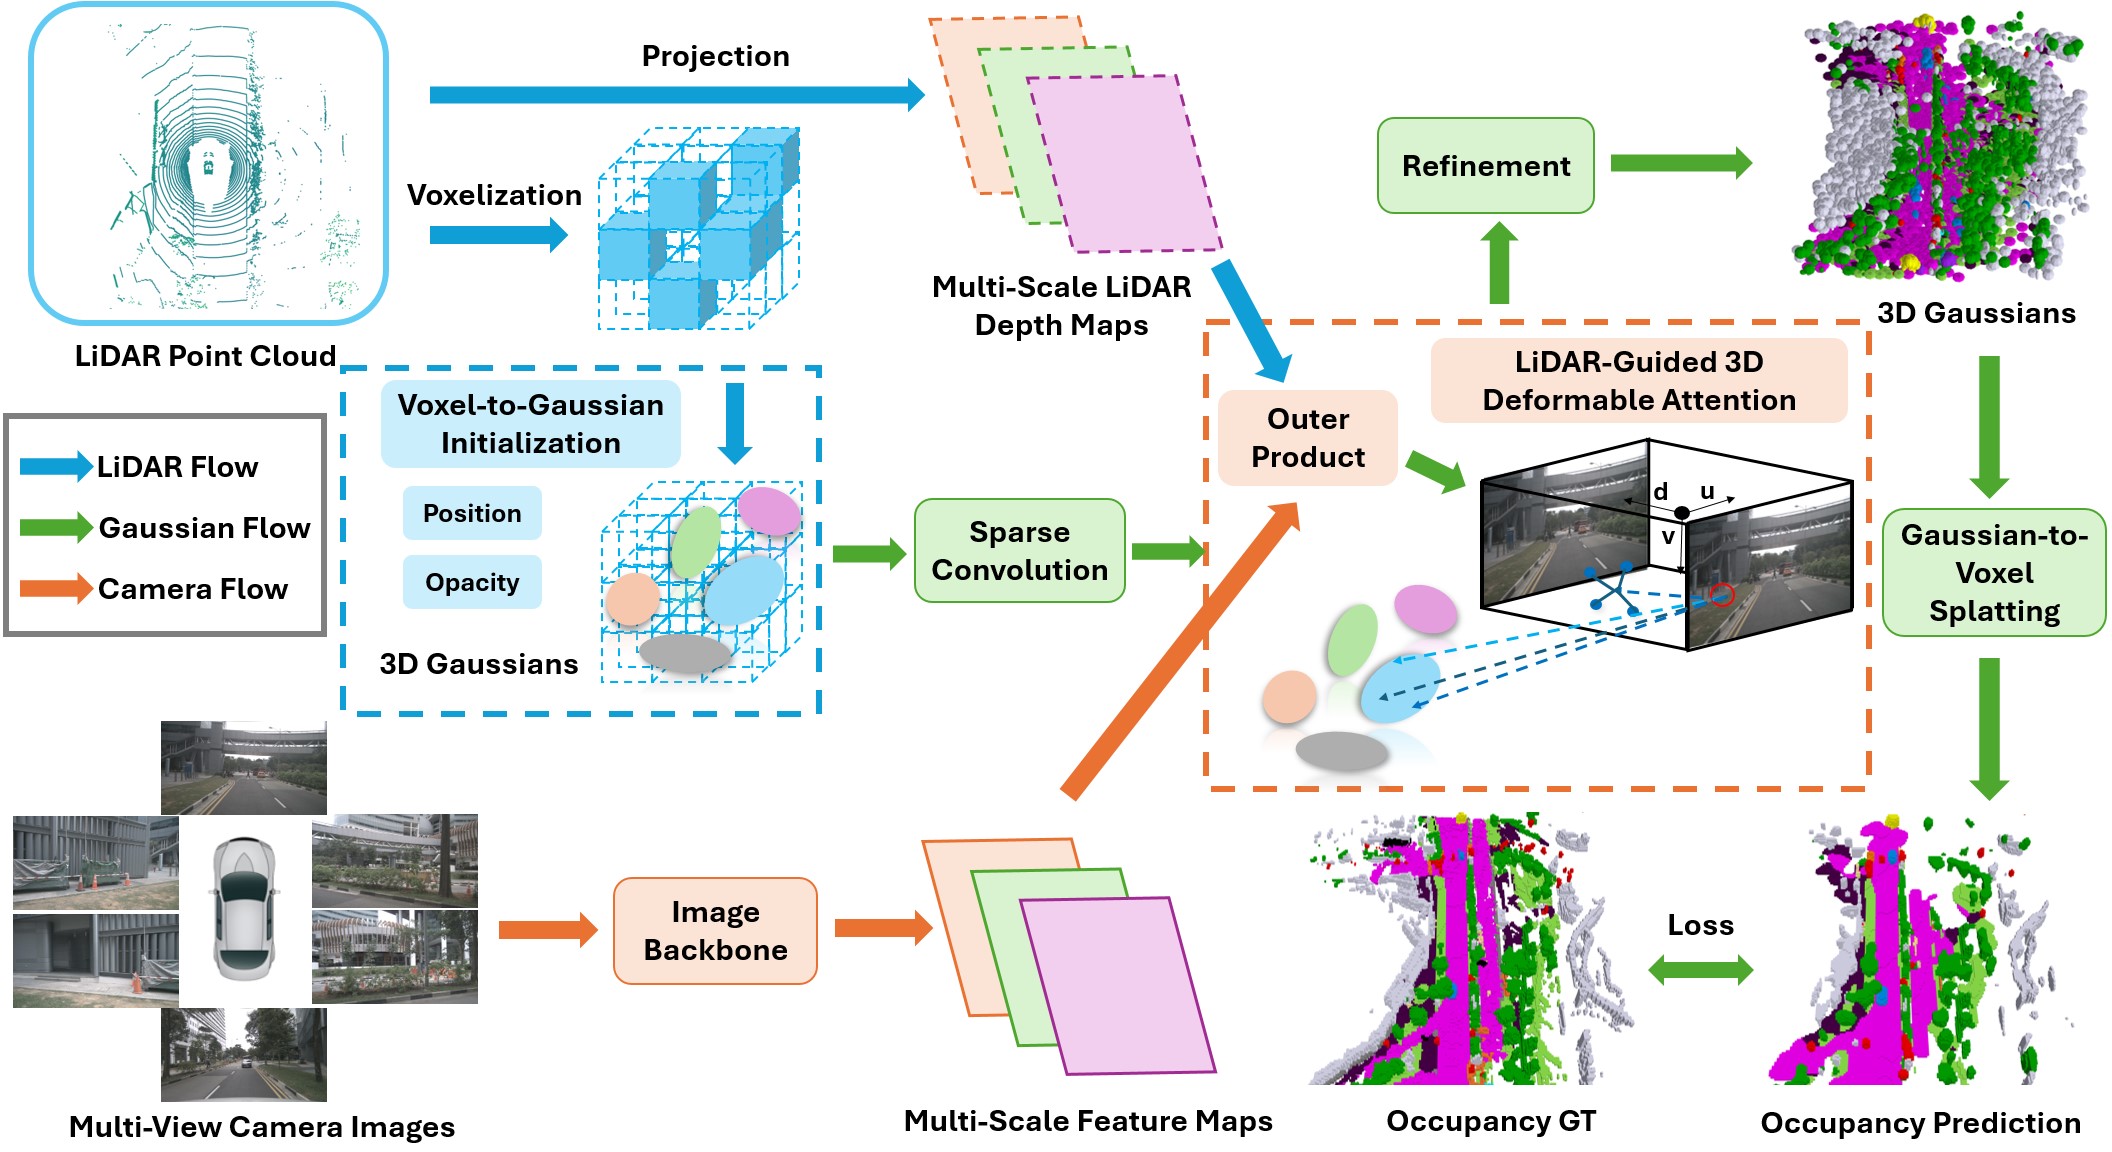 Projection
Voxelization
LiDAR Point Cloud
Multi-Scale LiDAR
Depth Maps
Refinement
3D Gaussians
LiDAR Flow
Gaussian Flow
Camera Flow
Voxel-to-Gaussian
Initialization
Position
Opacity
3D Gaussians
Sparse
Convolution
Outer
Product
LiDAR-Guided 3D
Deformable Attention
d
u
v
Gaussian-to-
Voxel
Splatting
Multi-View Camera Images
Image
Backbone
Multi-Scale Feature Maps
Occupancy GT
Loss
Occupancy Prediction